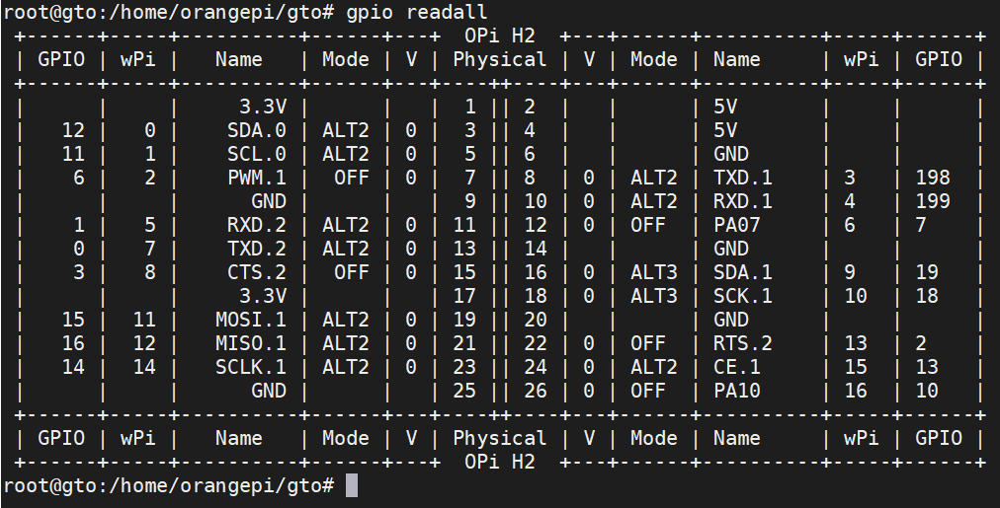 root@gto:/home/orangepi/gto# gpio readall
 +------+-----+----------+------+---+  OPi H2  +---+------+----------+-----+------+
 | GPIO | wPi |   Name   | Mode | V | Physical | V | Mode | Name     | wPi | GPIO |
 +------+-----+----------+------+---+----++----+---+------+----------+-----+------+
 |      |     |     3.3V |      |   |  1 || 2  |   |      | 5V       |     |      |
 |   12 |   0 |    SDA.0 | ALT2 | 0 |  3 || 4  |   |      | 5V       |     |      |
 |   11 |   1 |    SCL.0 | ALT2 | 0 |  5 || 6  |   |      | GND      |     |      |
 |    6 |   2 |    PWM.1 |  OFF | 0 |  7 || 8  | 0 | ALT2 | TXD.1    | 3   | 198  |
 |      |     |      GND |      |   |  9 || 10 | 0 | ALT2 | RXD.1    | 4   | 199  |
 |    1 |   5 |    RXD.2 | ALT2 | 0 | 11 || 12 | 0 | OFF  | PA07     | 6   | 7    |
 |    0 |   7 |    TXD.2 | ALT2 | 0 | 13 || 14 |   |      | GND      |     |      |
 |    3 |   8 |    CTS.2 |  OFF | 0 | 15 || 16 | 0 | ALT3 | SDA.1    | 9   | 19   |
 |      |     |     3.3V |      |   | 17 || 18 | 0 | ALT3 | SCK.1    | 10  | 18   |
 |   15 |  11 |   MOSI.1 | ALT2 | 0 | 19 || 20 |   |      | GND      |     |      |
 |   16 |  12 |   MISO.1 | ALT2 | 0 | 21 || 22 | 0 | OFF  | RTS.2    | 13  | 2    |
 |   14 |  14 |   SCLK.1 | ALT2 | 0 | 23 || 24 | 0 | ALT2 | CE.1     | 15  | 13   |
 |      |     |      GND |      |   | 25 || 26 | 0 | OFF  | PA10     | 16  | 10   |
 +------+-----+----------+------+---+----++----+---+------+----------+-----+------+
 | GPIO | wPi |   Name   | Mode | V | Physical | V | Mode | Name     | wPi | GPIO |
 +------+-----+----------+------+---+  OPi H2  +---+------+----------+-----+------+
root@gto:/home/orangepi/gto#